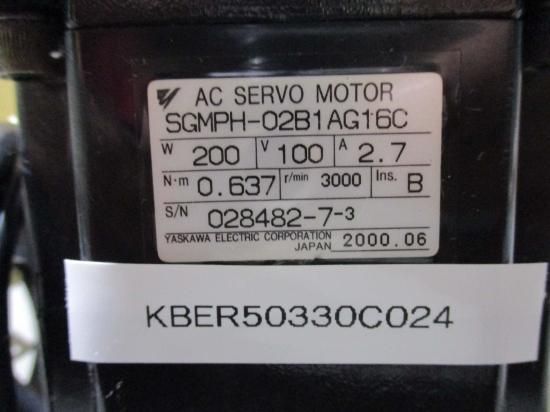 AC SERVO MOTOR
SGMPH-02B1AG16C
W 200 V 100 A 2.7
N·m 0.637 r/min 3000 Ins. B
S/N 028482-7-3
YASKAWA ELECTRIC CORPORATION
JAPAN 2000.06
KBER50330C024